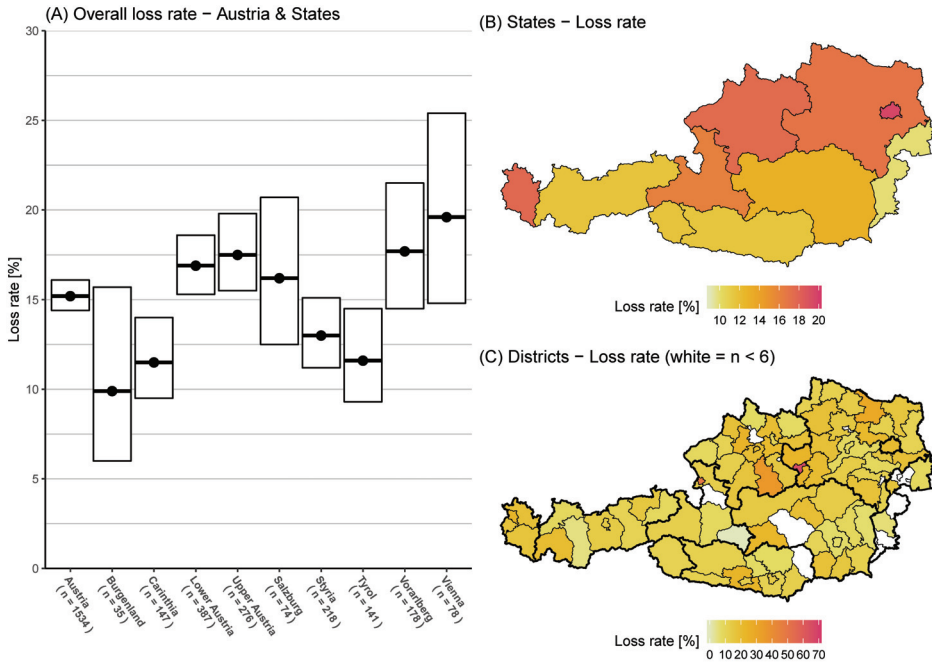 (A) Overall loss rate – Austria & States
Loss rate [%]
30
25
20
15
10
5
0
Austria
( n = 1534 )
Burgenland
( n = 35 )
Carinthia
( n = 147 )
Lower Austria
( n = 387 )
Upper Austria
( n = 276 )
Salzburg
( n = 74 )
Styria
( n = 218 )
Tyrol
( n = 141 )
Vorarlberg
( n = 178 )
Vienna
( n = 78 )
(B) States – Loss rate
Loss rate [%]
10 12 14 16 18 20
(C) Districts – Loss rate (white = n < 6)
Loss rate [%]
0 10 20 30 40 50 60 70